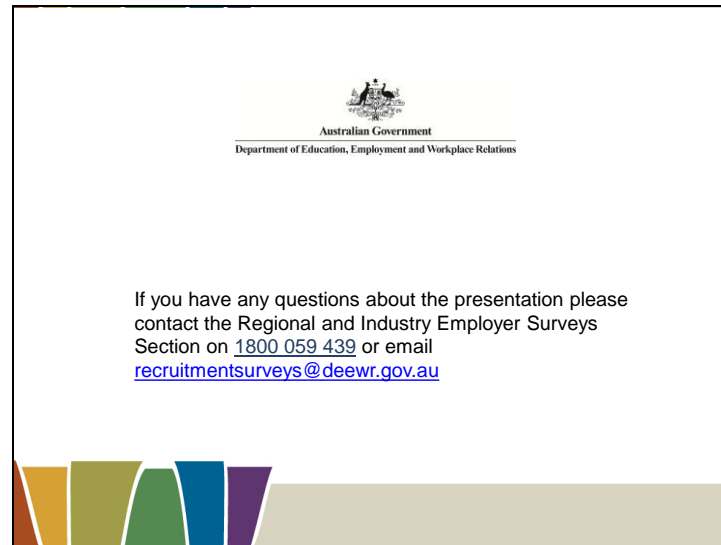 Australian Government
Department of Education, Employment and Workplace Relations
If you have any questions about the presentation please
contact the Regional and Industry Employer Surveys
Section on 1800 059 439 or email
recruitmentsurveys@deewr.gov.au